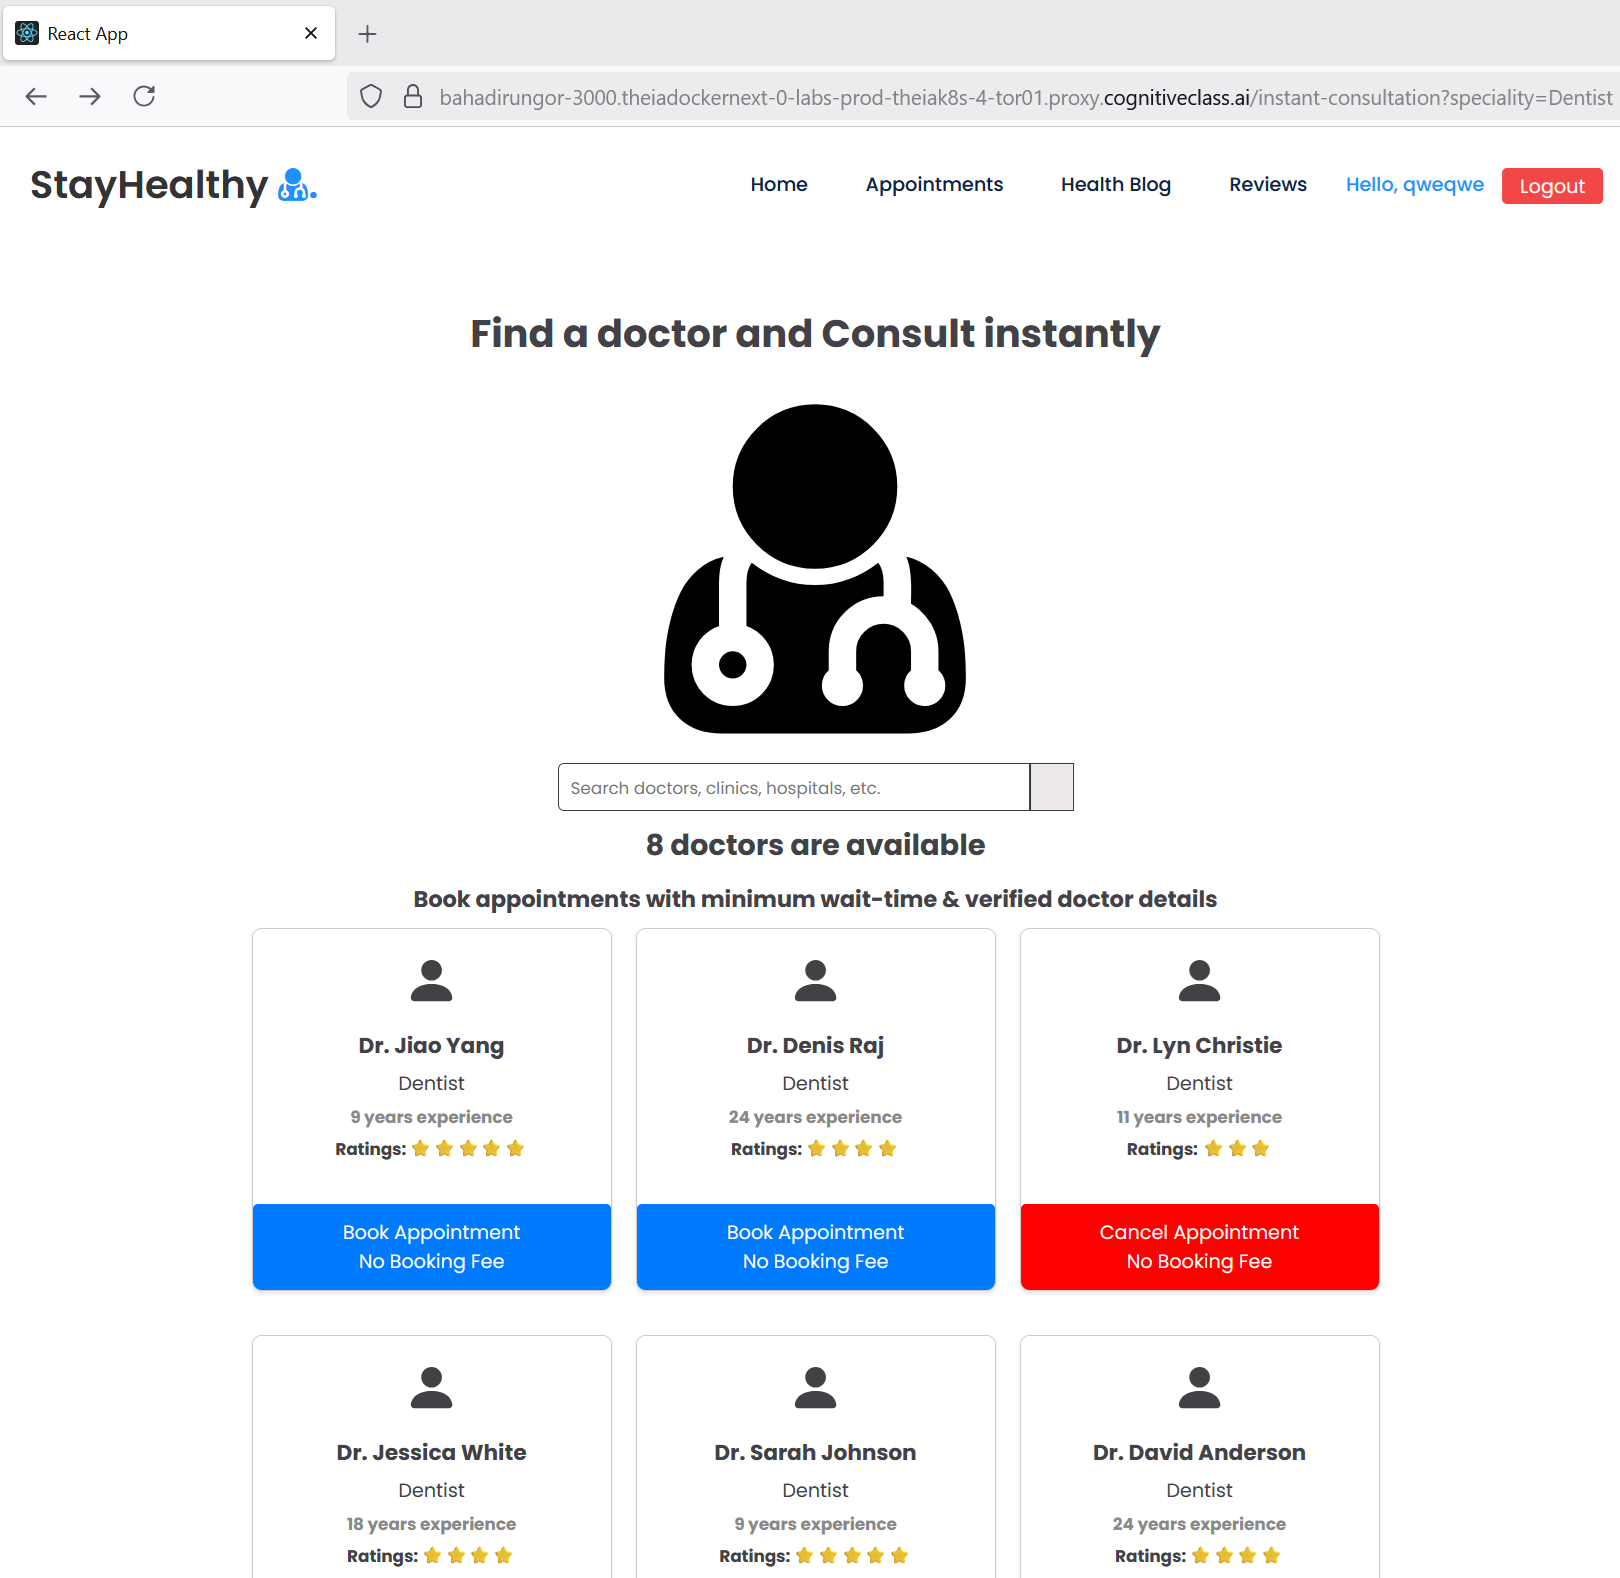 React App
bahadirungor-3000.theiadockernext-0-labs-prod-theiak8s-4-tor01.proxy.cognitiveclass.ai/instant-consultation?speciality=Dentist
StayHealthy .
Home Appointments Health Blog Reviews Hello, qweqwe Logout
Find a doctor and Consult instantly
Search doctors, clinics, hospitals, etc.
8 doctors are available
Book appointments with minimum wait-time & verified doctor details
Dr. Jiao Yang
Dentist
9 years experience
Ratings:
Book Appointment
No Booking Fee
Dr. Denis Raj
Dentist
24 years experience
Ratings:
Book Appointment
No Booking Fee
Dr. Lyn Christie
Dentist
11 years experience
Ratings:
Cancel Appointment
No Booking Fee
Dr. Jessica White
Dentist
18 years experience
Ratings:
Dr. Sarah Johnson
Dentist
9 years experience
Ratings:
Dr. David Anderson
Dentist
24 years experience
Ratings: